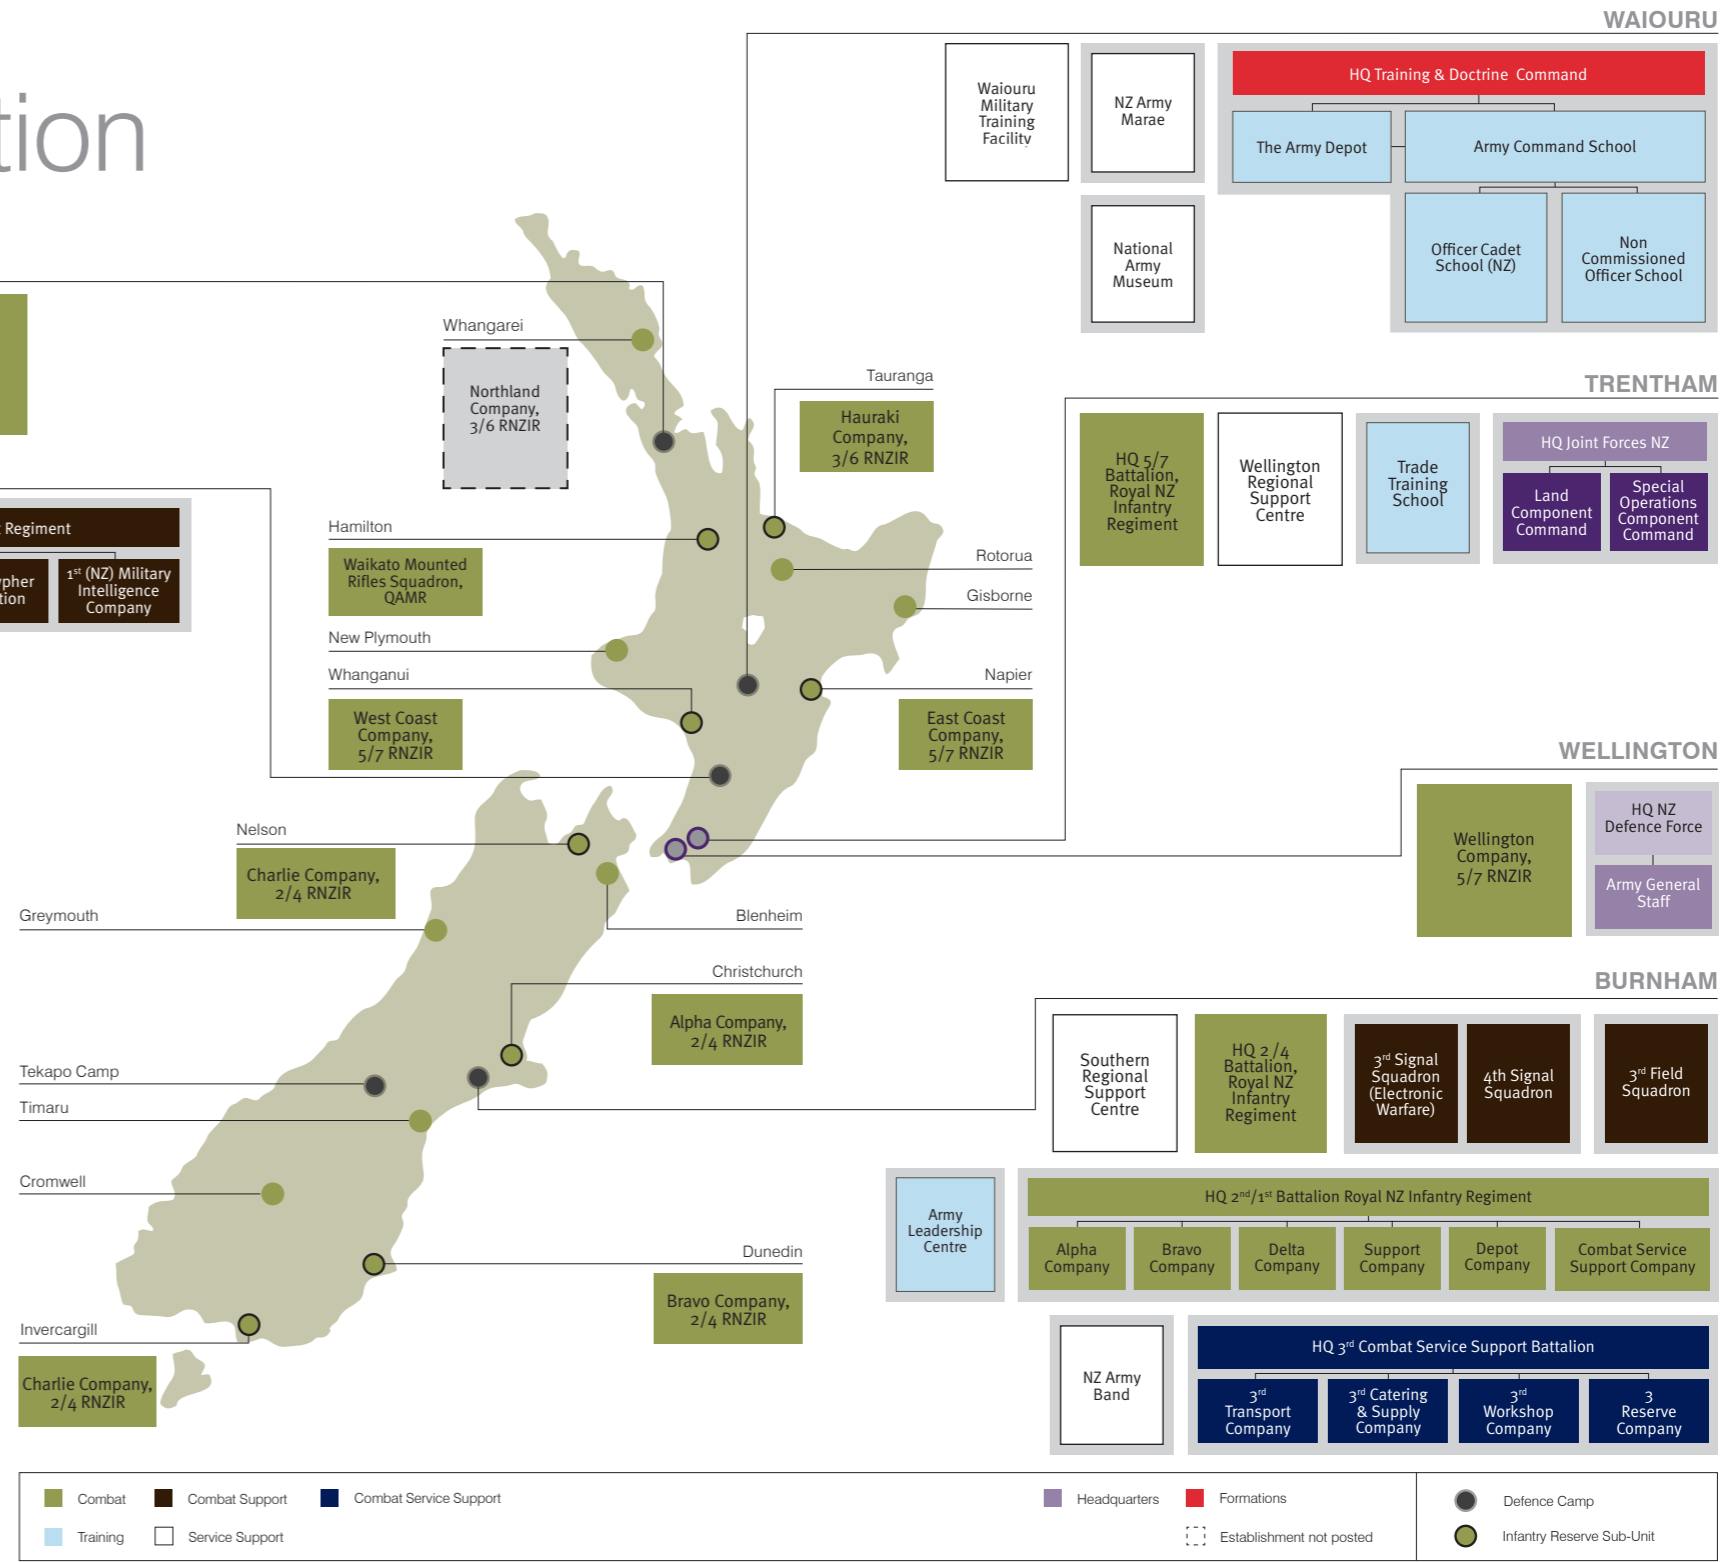 tion
WAIOURU
Waiouru
Military
Training
Facility
NZ Army
Marae
HQ Training & Doctrine Command
The Army Depot
Army Command School
National
Army
Museum
Officer Cadet
School (NZ)
Non
Commissioned
Officer School
Whangarei
Northland
Company,
3/6 RNZIR
Tauranga
Hauraki
Company,
3/6 RNZIR
TRENTHAM
HQ 5/7
Battalion,
Royal NZ
Infantry
Regiment
Wellington
Regional
Support
Centre
Trade
Training
School
HQ Joint Forces NZ
Land
Component
Command
Special
Operations
Component
Command
Regiment
1st (NZ) Military
Intelligence
Company
Hamilton
Waikato Mounted
Rifles Squadron,
QAMR
Rotorua
Gisborne
New Plymouth
Whanganui
West Coast
Company,
5/7 RNZIR
Napier
East Coast
Company,
5/7 RNZIR
WELLINGTON
Wellington
Company,
5/7 RNZIR
HQ NZ
Defence Force
Army General
Staff
Nelson
Charlie Company,
2/4 RNZIR
Greymouth
Blenheim
Christchurch
Alpha Company,
2/4 RNZIR
BURNHAM
Southern
Regional
Support
Centre
HQ 2 /4
Battalion,
Royal NZ
Infantry
Regiment
3rd Signal
Squadron
(Electronic
Warfare)
4th Signal
Squadron
3rd Field
Squadron
Tekapo Camp
Timaru
Cromwell
Army
Leadership
Centre
HQ 2nd/1st Battalion Royal NZ Infantry Regiment
Alpha
Company
Bravo
Company
Delta
Company
Support
Company
Depot
Company
Combat Service
Support Company
Dunedin
Bravo Company,
2/4 RNZIR
Invercargill
Charlie Company,
2/4 RNZIR
NZ Army
Band
HQ 3rd Combat Service Support Battalion
3rd
Transport
Company
3rd Catering
& Supply
Company
3rd
Workshop
Company
3
Reserve
Company
Combat
Combat Support
Combat Service Support
Headquarters
Formations
Defence Camp
Training
Service Support
Establishment not posted
Infantry Reserve Sub-Unit